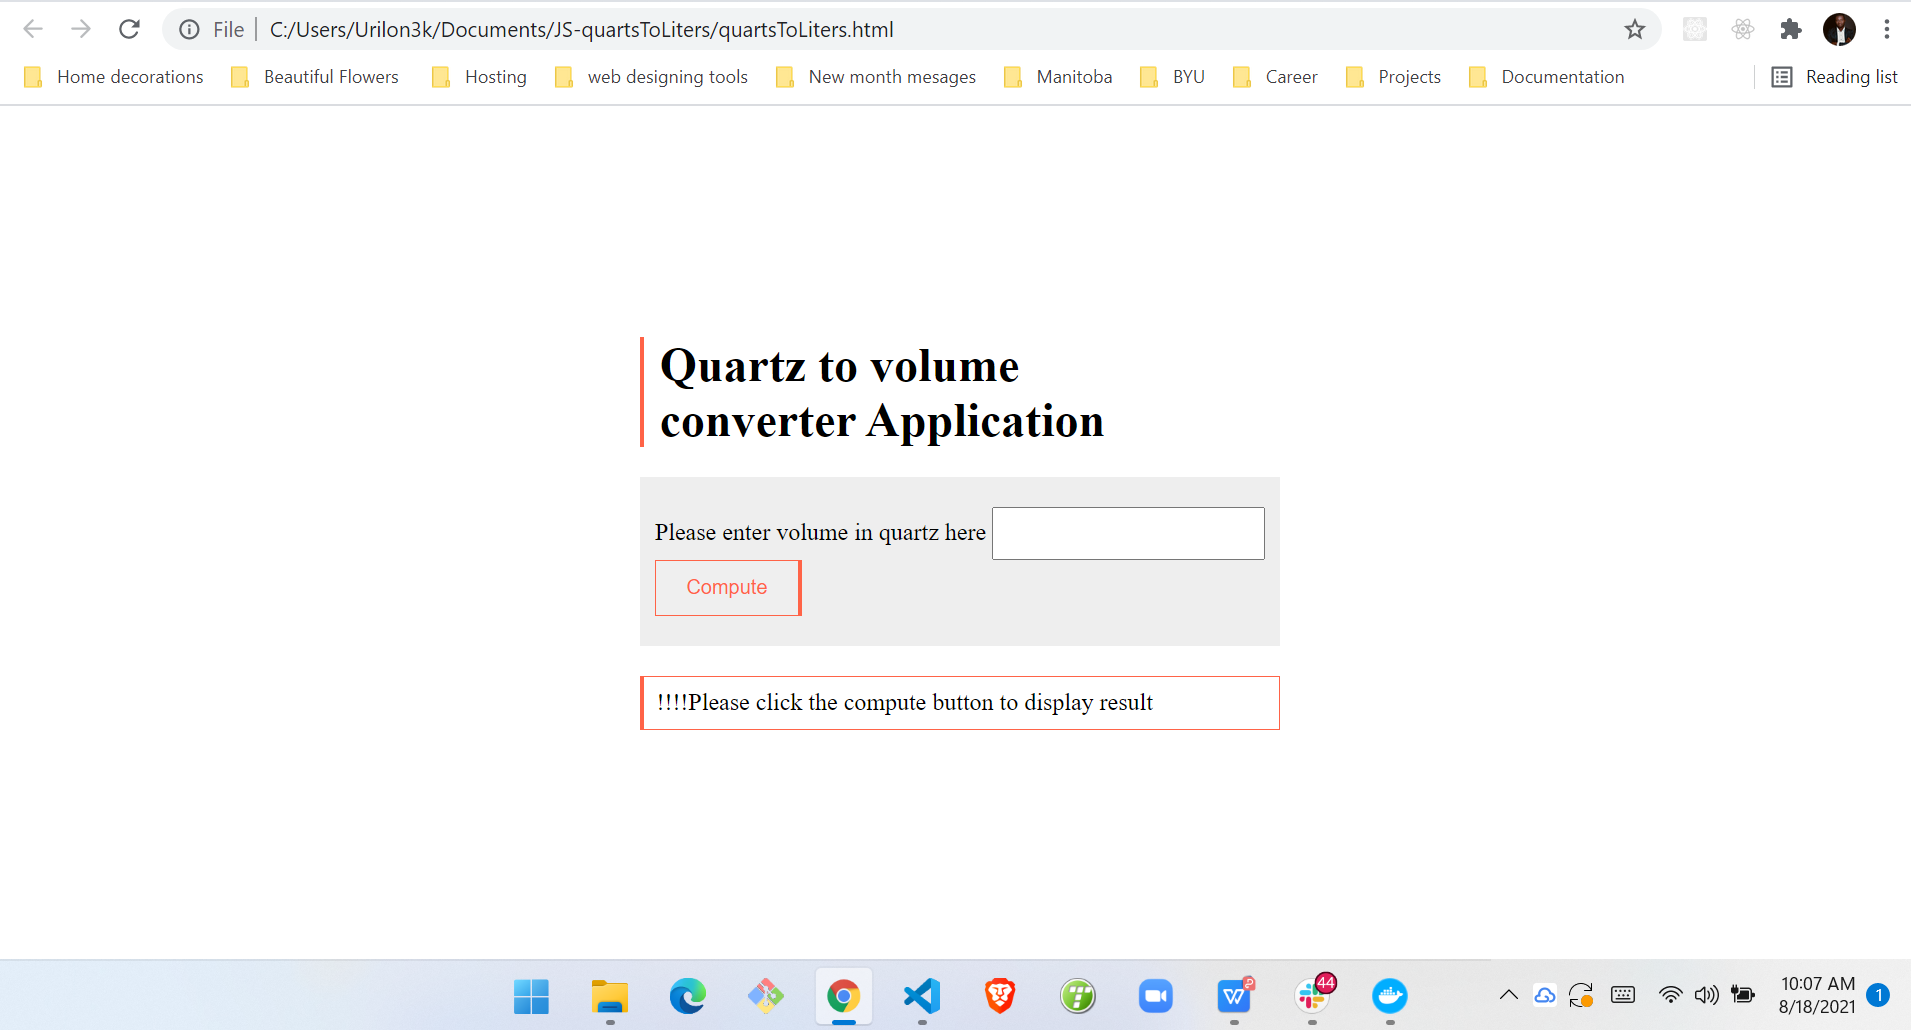 File C:/Users/Urilon3k/Documents/JS-quartsToLiters/quartsToLiters.html
Home decorations Beautiful Flowers Hosting web designing tools New month mesages Manitoba BYU Career Projects Documentation Reading list
Quartz to volume
converter Application
Please enter volume in quartz here
Compute
!!!!Please click the compute button to display result
44
10:07 AM
8/18/2021
1